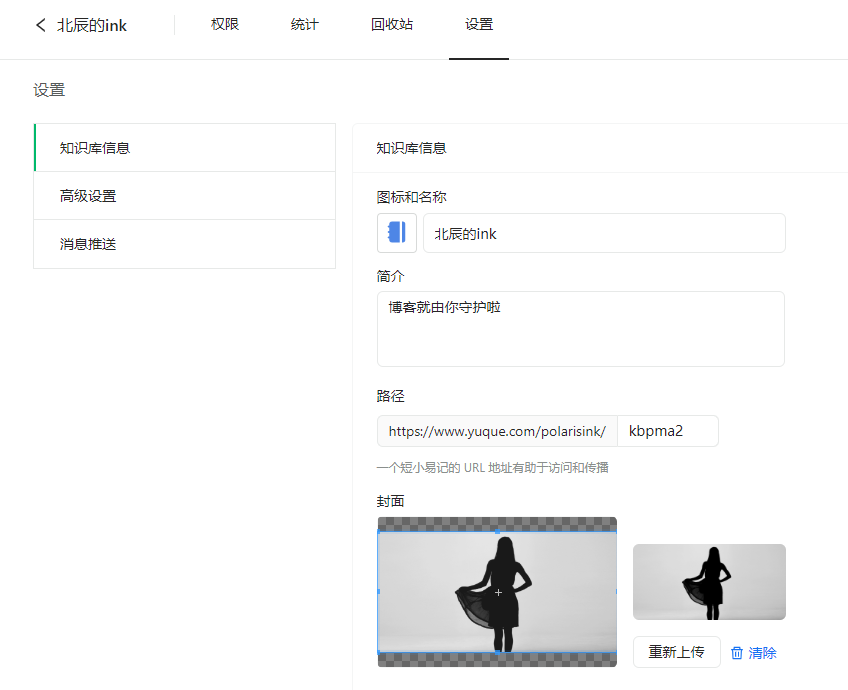 北辰的ink 权限 统计 回收站 设置
设置
知识库信息
高级设置
消息推送
知识库信息
图标和名称
北辰的ink
简介
博客就由你守护啦
路径
https://www.yuque.com/polarisink/ kbpma2
一个短小易记的 URL 地址有助于访问和传播
封面
重新上传 清除